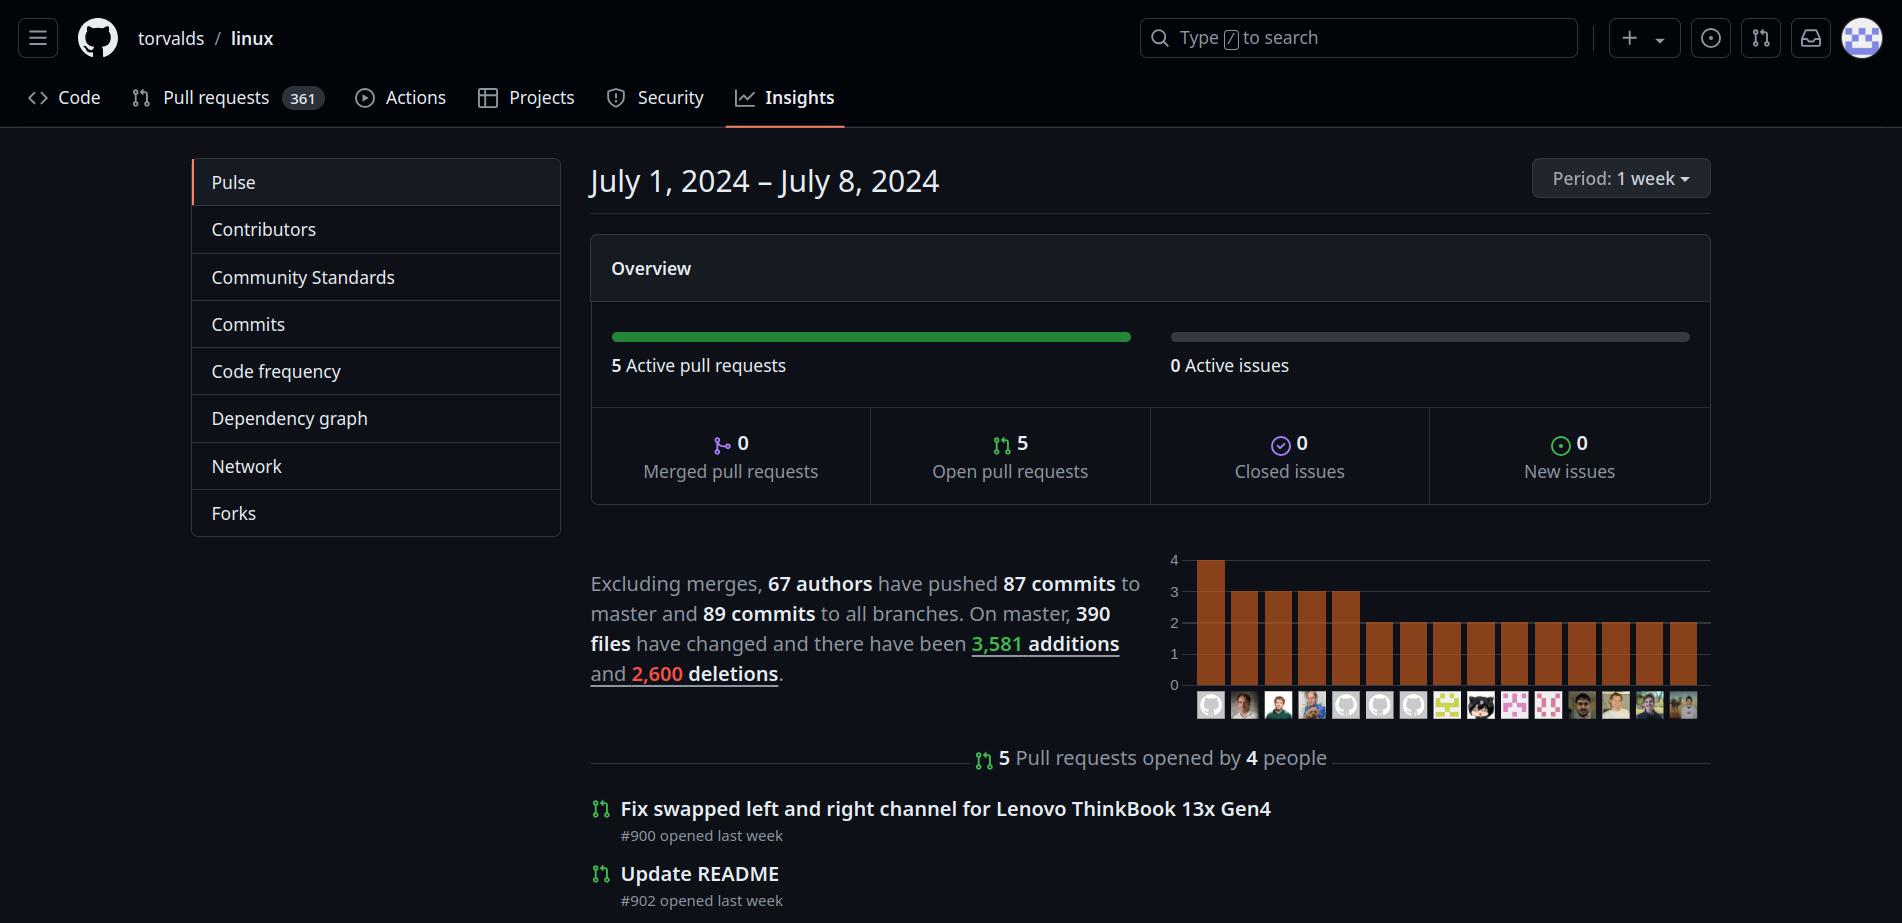 torvalds / linux
Type / to search
Code
Pull requests 361
Actions
Projects
Security
Insights
Pulse
Contributors
Community Standards
Commits
Code frequency
Dependency graph
Network
Forks
July 1, 2024 – July 8, 2024
Period: 1 week
Overview
5 Active pull requests
0 Active issues
0
Merged pull requests
5
Open pull requests
0
Closed issues
0
New issues
Excluding merges, 67 authors have pushed 87 commits to
master and 89 commits to all branches. On master, 390
files have changed and there have been 3,581 additions
and 2,600 deletions.
4
3
2
1
0
5 Pull requests opened by 4 people
Fix swapped left and right channel for Lenovo ThinkBook 13x Gen4
#900 opened last week
Update README
#902 opened last week